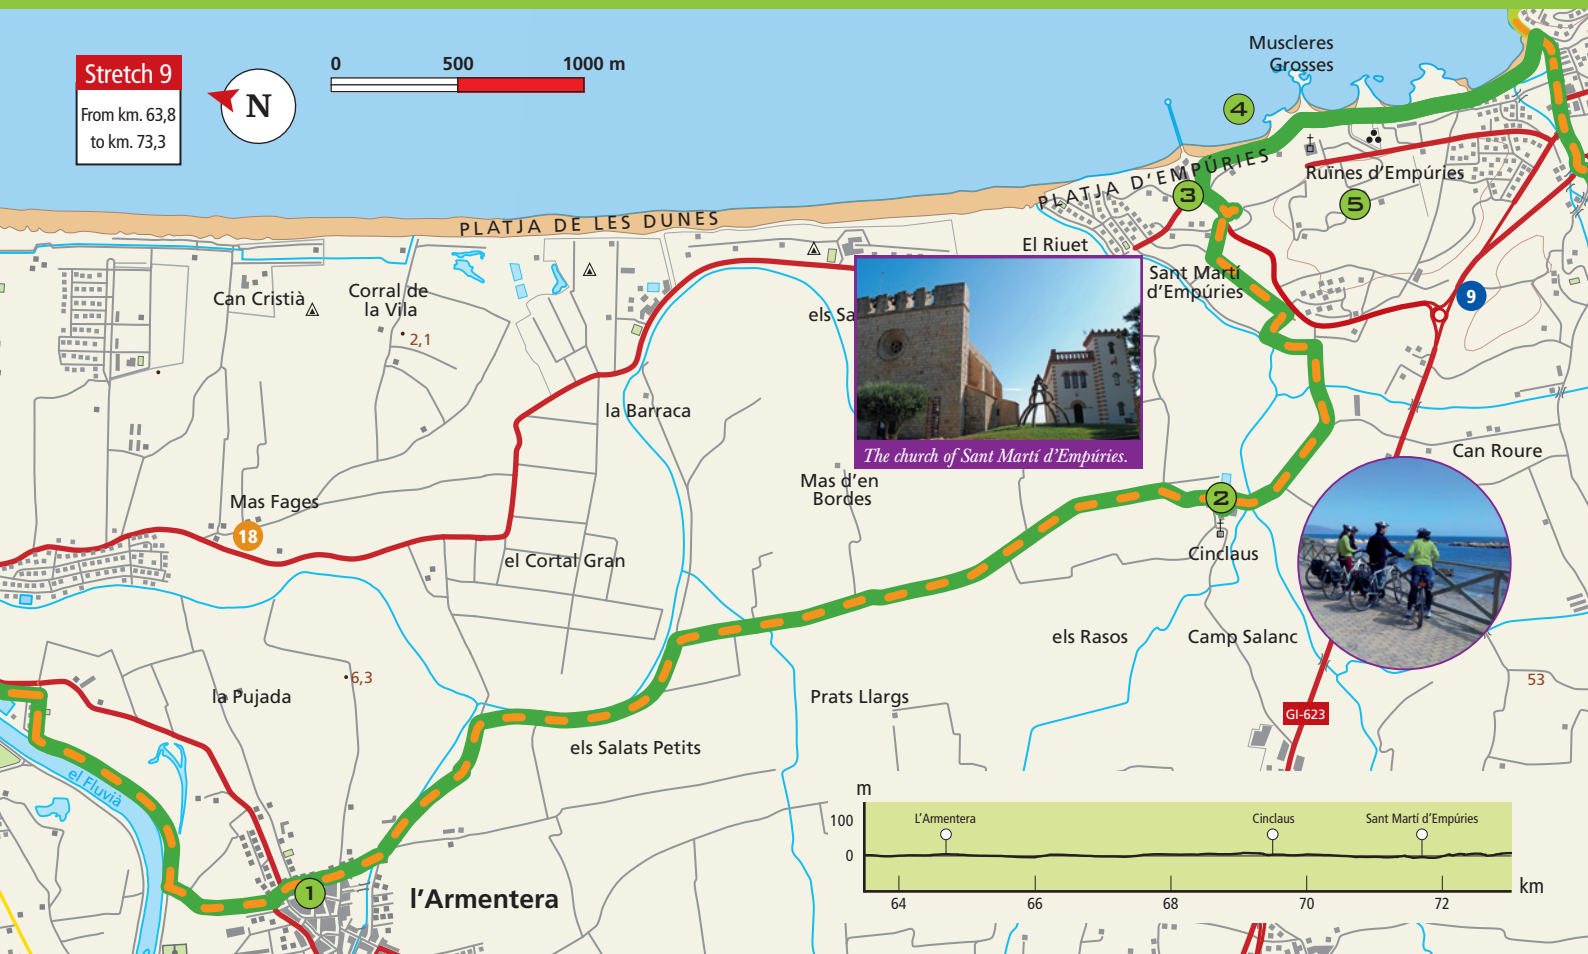 Stretch 9
From km. 63,8
to km. 73,3
N
0 500 1000 m
Muscleres
Grosses
4
PLATJA D'EMPÚRIES
Ruïnes d'Empúries
3
5
PLATJA DE LES DUNES
El Riuet
Sant Martí
d'Empúries
9
Can Cristià
Corral de
la Vila
2,1
els Sa
la Barraca
The church of Sant Martí d'Empúries.
Can Roure
Mas d'en
Bordes
Mas Fages
18
2
Cinclaus
el Cortal Gran
els Rasos
Camp Salanc
6,3
la Pujada
Prats Llargs
53
GI-623
els Salats Petits
el Fluvià
1
l'Armentera
m
100
0
L'Armentera
Cinclaus
Sant Martí d'Empúries
64 66 68 70 72
km